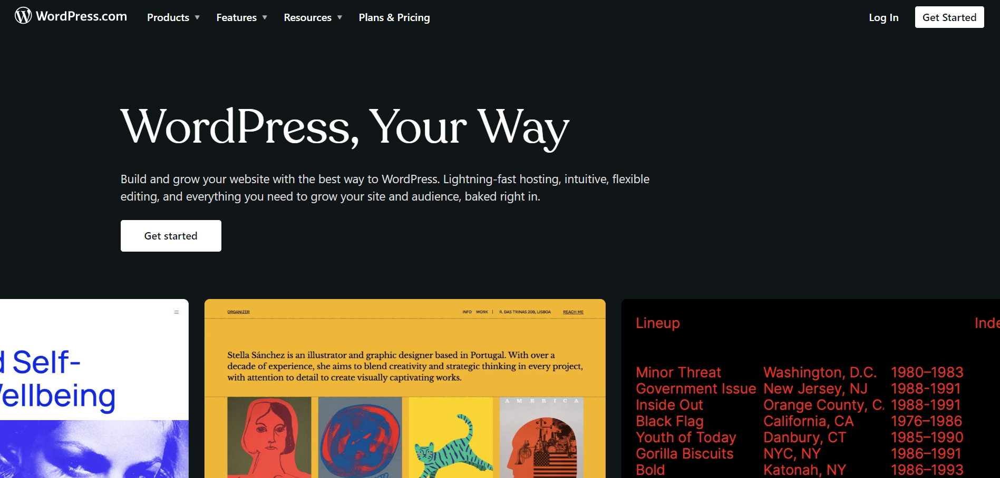 WordPress.com
Products
Features
Resources
Plans & Pricing
Log In
Get Started
WordPress, Your Way
Build and grow your website with the best way to WordPress. Lightning-fast hosting, intuitive, flexible
editing, and everything you need to grow your site and audience, baked right in.
Get started
d Self-
Wellbeing
ORGANIZER
INFO WORK | R. DAS TRINAS 20B, LISBOA REACH ME
Stella Sánchez is an illustrator and graphic designer based in Portugal. With over a
decade of experience, she aims to blend creativity and strategic thinking in every project,
with attention to detail to create visually captivating works.
AMERICA
Lineup
Inde
Minor Threat Washington, D.C. 1980–1983
Government Issue New Jersey, NJ 1988-1991
Inside Out Orange County, C 1988-1991
Black Flag California, CA 1976–1986
Youth of Today Danbury, CT 1985–1990
Gorilla Biscuits NYC, NY 1986–1991
Bold Katonah, NY 1986–1993